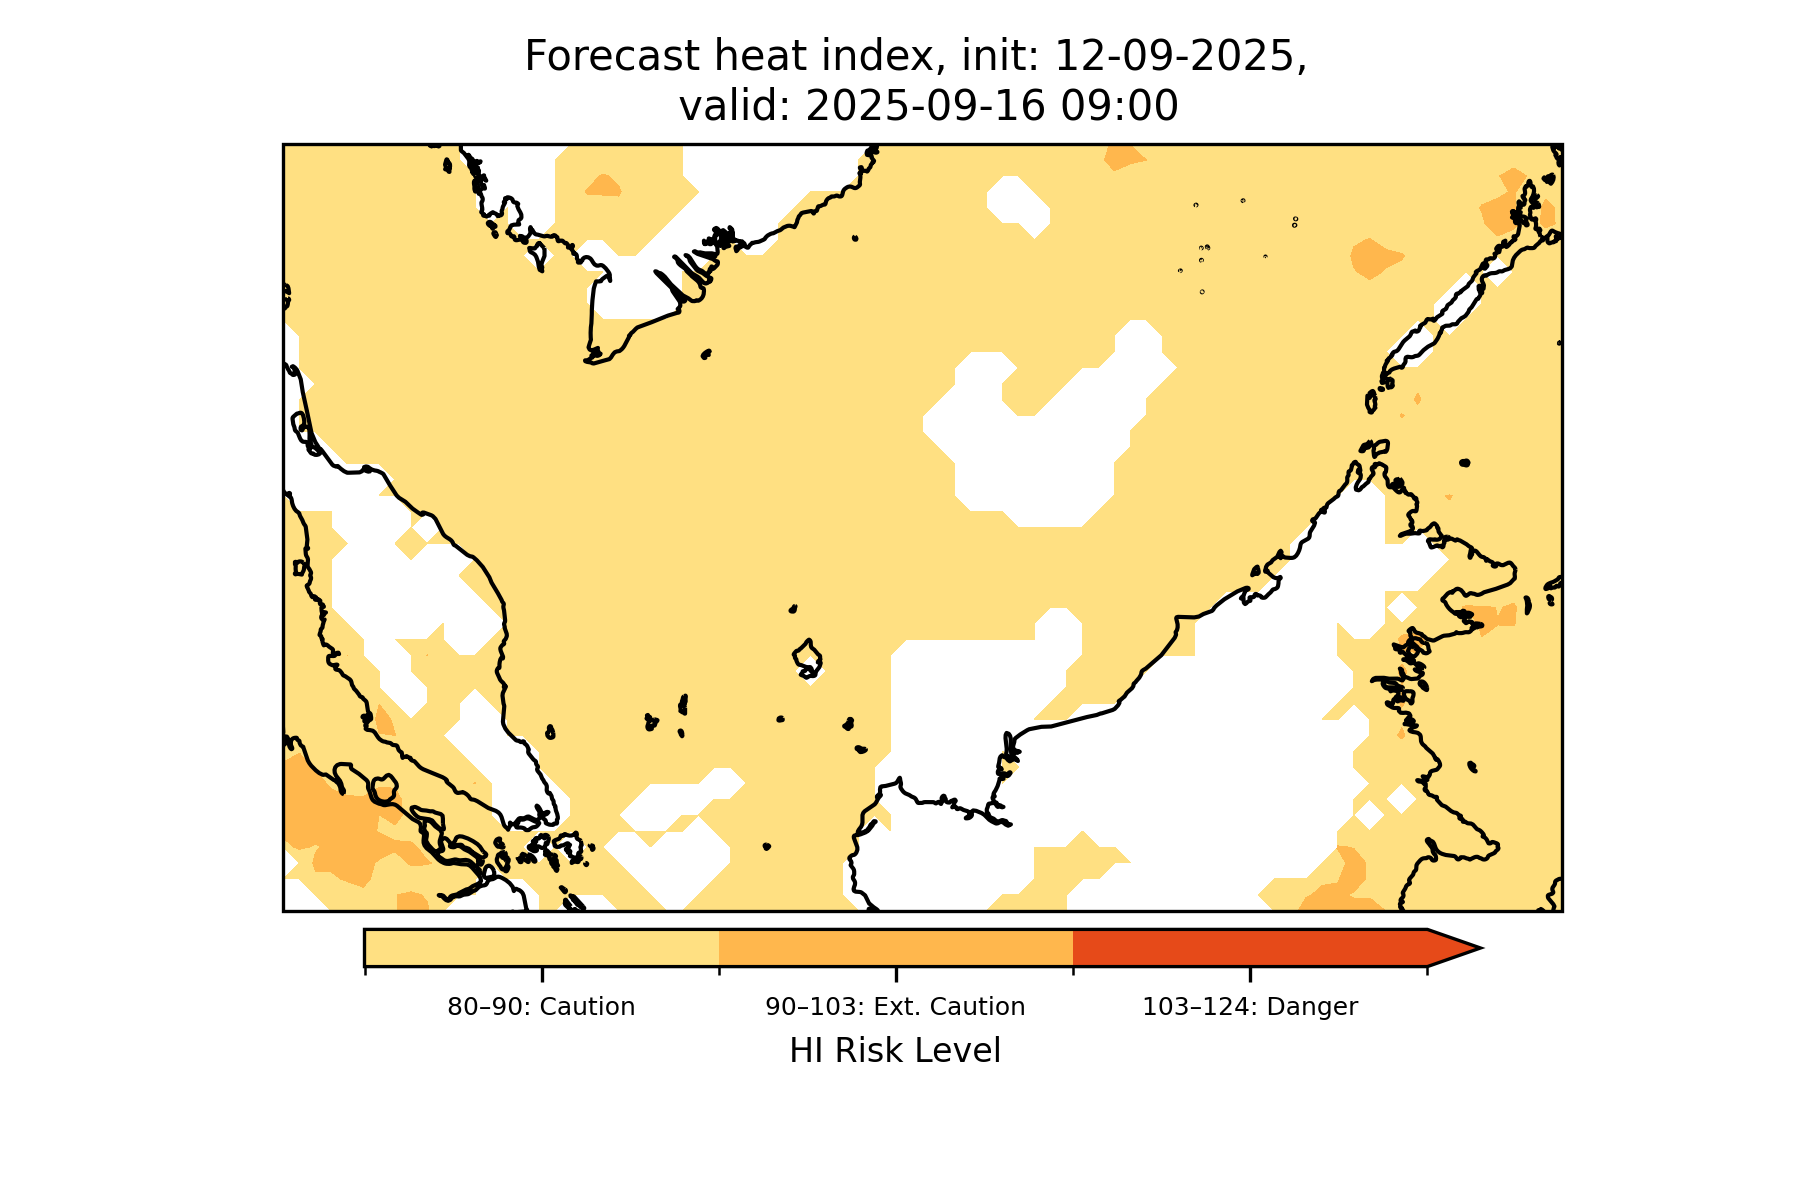 Forecast heat index, init: 12-09-2025,
valid: 2025-09-16 09:00
80–90: Caution
90–103: Ext. Caution
103–124: Danger
HI Risk Level